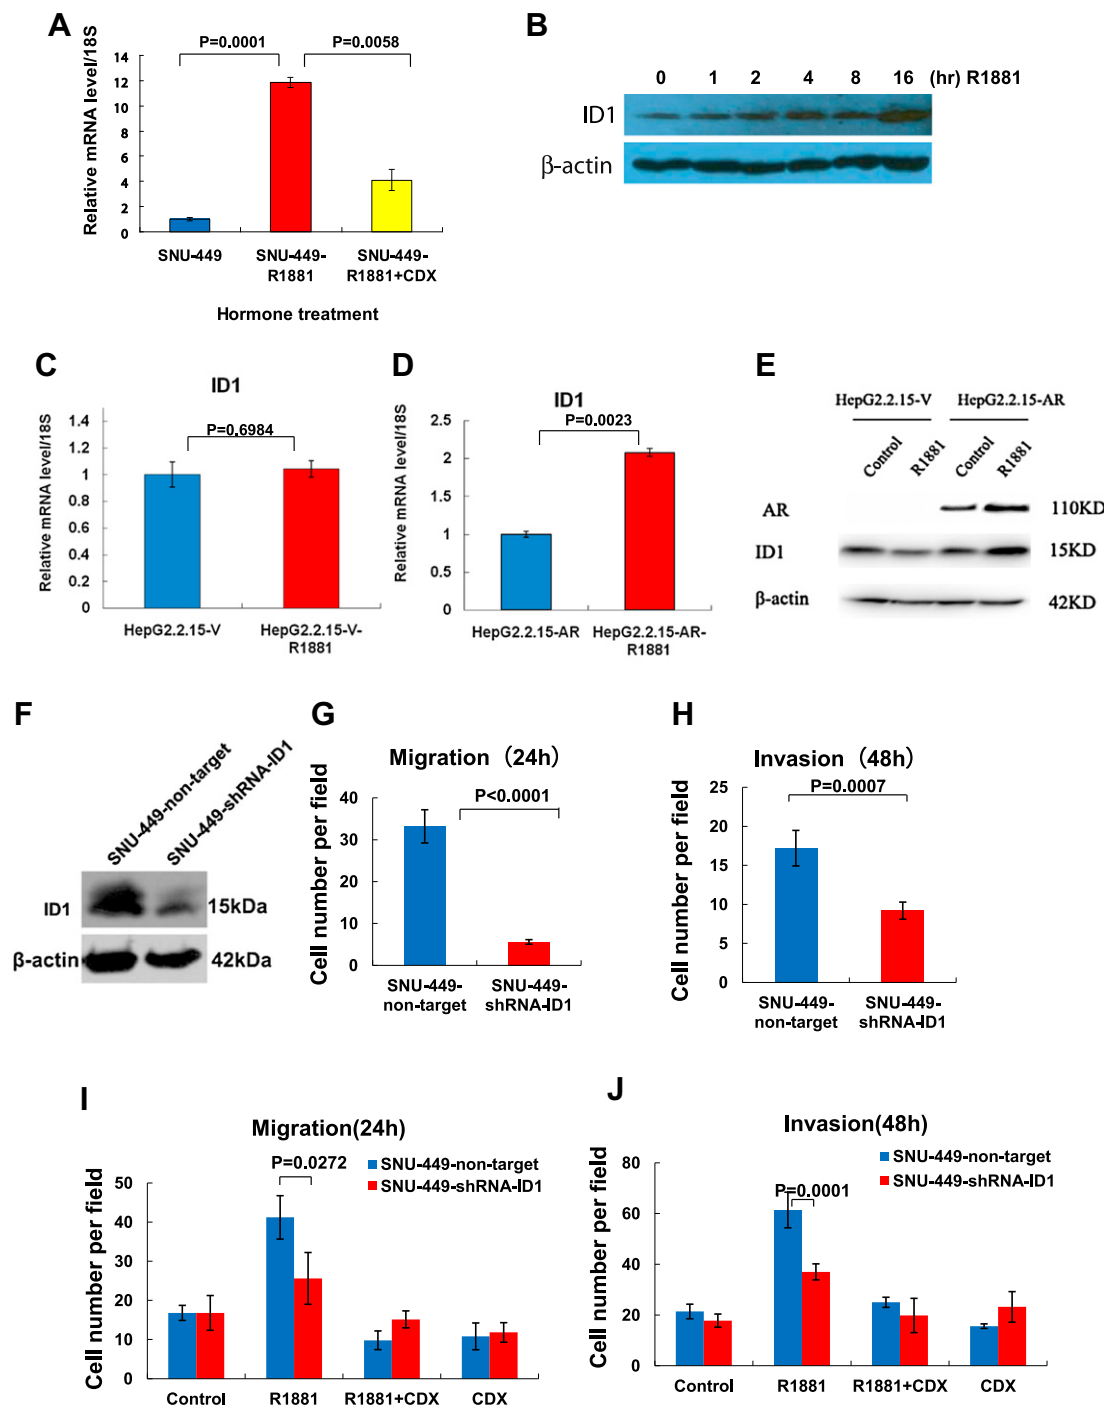 A
P=0.0001 P=0.0058
Relative mRNA level/18S
14
12
10
8
6
4
2
0
SNU-449 SNU-449-R1881 SNU-449-R1881+CDX
Hormone treatment
B
0 1 2 4 8 16 (hr) R1881
ID1
β-actin
C
ID1
P=0.6984
Relative mRNA level/18S
1.4
1.2
1
0.8
0.6
0.4
0.2
0
HepG2.2.15-V HepG2.2.15-V-R1881
D
ID1
P=0.0023
Relative mRNA level/18S
2.5
2
1.5
1
0.5
0
HepG2.2.15-AR HepG2.2.15-AR-R1881
E
HepG2.2.15-V HepG2.2.15-AR
Control R1881 Control R1881
AR 110KD
ID1 15KD
β-actin 42KD
F
SNU-449-non-target
SNU-449-shRNA-ID1
ID1 15kDa
β-actin 42kDa
G
Migration (24h)
P<0.0001
Cell number per field
40
30
20
10
0
SNU-449-non-target SNU-449-shRNA-ID1
H
Invasion (48h)
P=0.0007
Cell number per field
25
20
15
10
5
0
SNU-449-non-target SNU-449-shRNA-ID1
I
Migration(24h)
SNU-449-non-target
SNU-449-shRNA-ID1
P=0.0272
Cell number per field
50
40
30
20
10
0
Control R1881 R1881+CDX CDX
J
Invasion(48h)
SNU-449-non-target
SNU-449-shRNA-ID1
P=0.0001
Cell number per field
80
60
40
20
0
Control R1881 R1881+CDX CDX